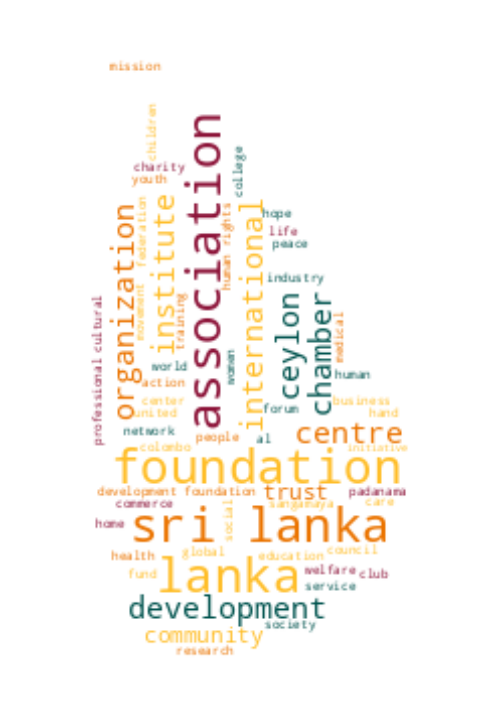 mission
children
charity
youth
association
college
organization
federation
institute
human rights
international
hope
life
peace
industry
movement
training
professional
cultural
ceylon
chamber
medical
world
women
human
action
center
united
forum
business
hand
network
people
al
centre
colombo
initiative
foundation
development foundation
trust
padanama
commerce
sangamaya
care
home
sri lanka
social
health
global
education
council
fund
lanka
welfare
club
service
development
society
community
research